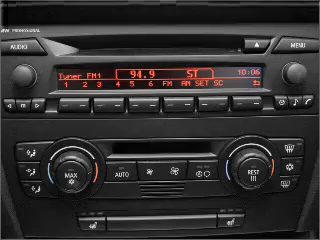 PROFESSIONAL
AUDIO
MENU
Tuner FM1 94.9 ST 10:06
1 2 3 4 5 6 FM AM SET SC
AUTO
MAX
REST